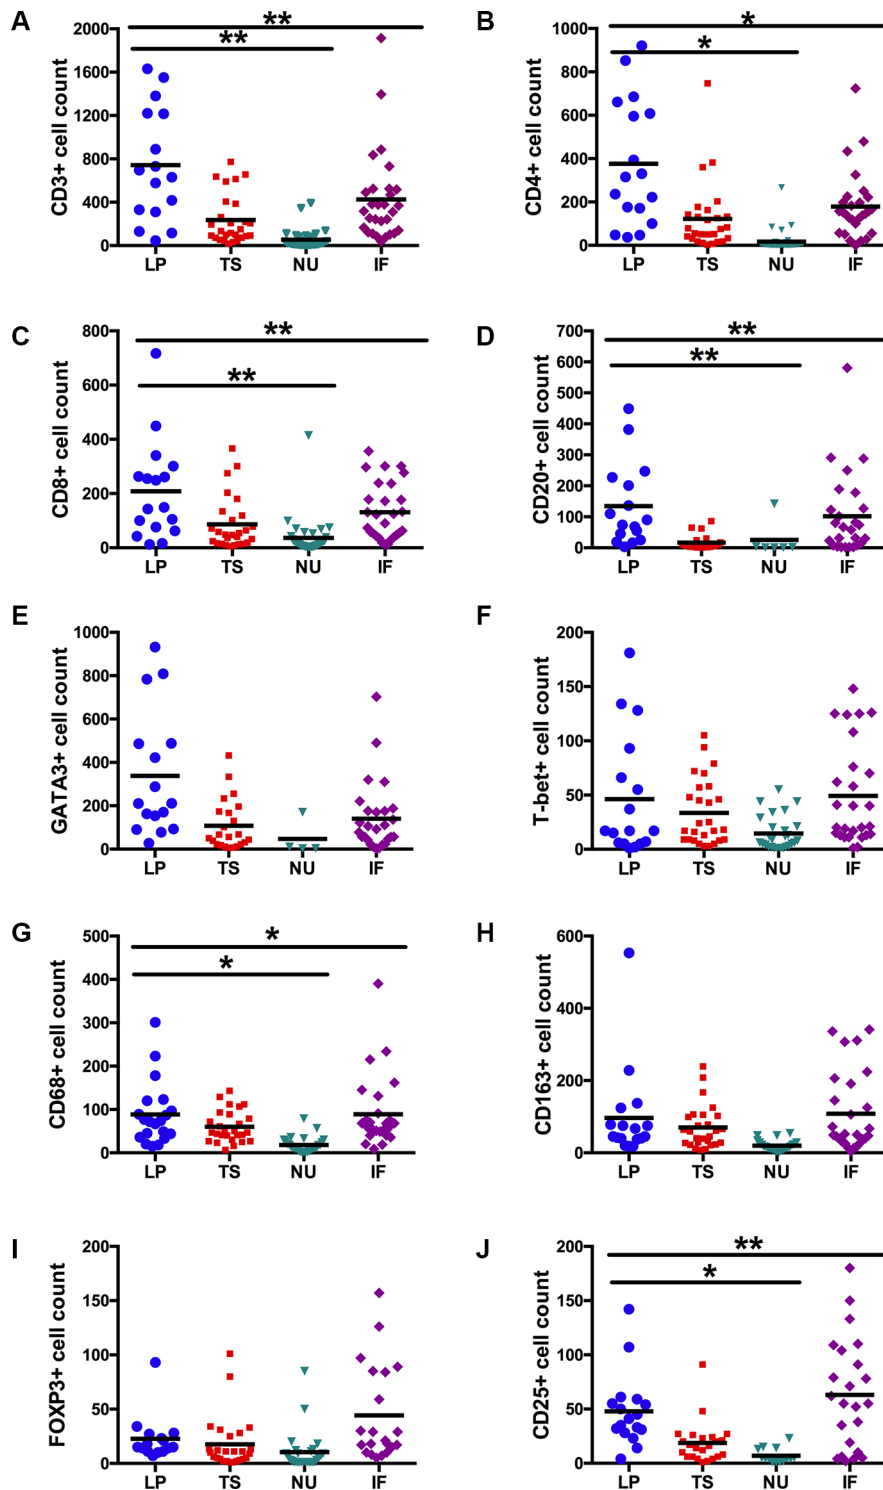 A
CD3+ cell count
2000
1600
1200
800
400
0
**
**
LP TS NU IF
B
CD4+ cell count
1000
800
600
400
200
0
*
*
LP TS NU IF
C
CD8+ cell count
800
600
400
200
0
**
**
LP TS NU IF
D
CD20+ cell count
700
600
500
400
300
200
100
0
**
**
LP TS NU IF
E
GATA3+ cell count
1000
800
600
400
200
0
LP TS NU IF
F
T-bet+ cell count
200
150
100
50
0
LP TS NU IF
G
CD68+ cell count
500
400
300
200
100
0
*
*
LP TS NU IF
H
CD163+ cell count
600
400
200
0
LP TS NU IF
I
FOXP3+ cell count
200
150
100
50
0
LP TS NU IF
J
CD25+ cell count
200
150
100
50
0
**
*
LP TS NU IF